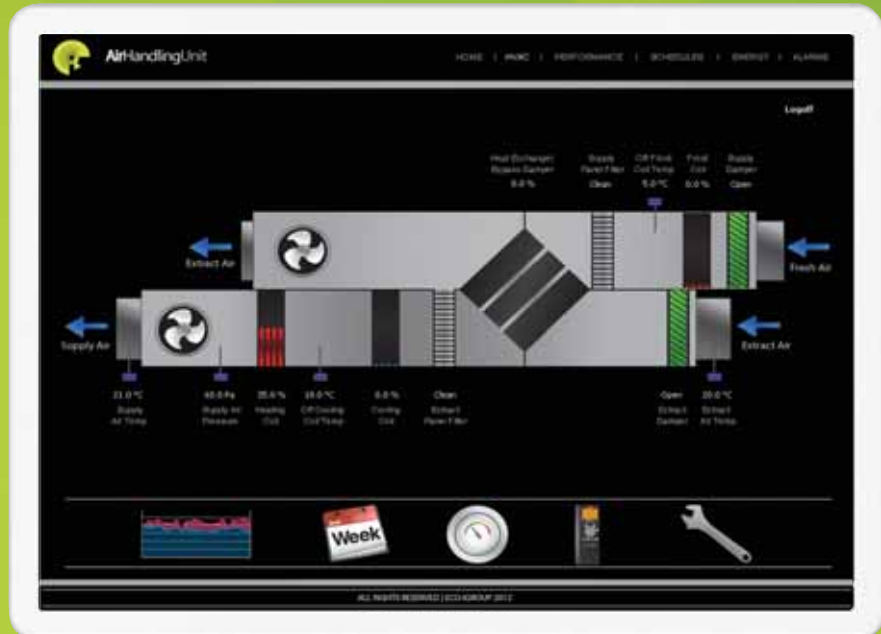 AirHandlingUnit
HOME | HVAC | PERFORMANCE | SCHEDULES | ENERGY | ALARMS
Logoff
Heat Exchanger
Bypass Damper
0.0 %
Supply
Panel Filter
Clean
Off Frost
Coil Temp
5.0 °C
Frost
Coil
0.0 %
Supply
Damper
Open
Extract Air
Fresh Air
Supply Air
Extract Air
21.0 °C
Supply
Air Temp
Supply Air
Pressure
35.0 %
Heating
Coil
Off Cooling
Coil Temp
0.0 %
Cooling
Coil
Clean
Extract
Panel Filter
Open
Extract
Damper
20.0 °C
Extract
Air Temp
Week
ALL RIGHTS RESERVED | ECO-GROUP 2012